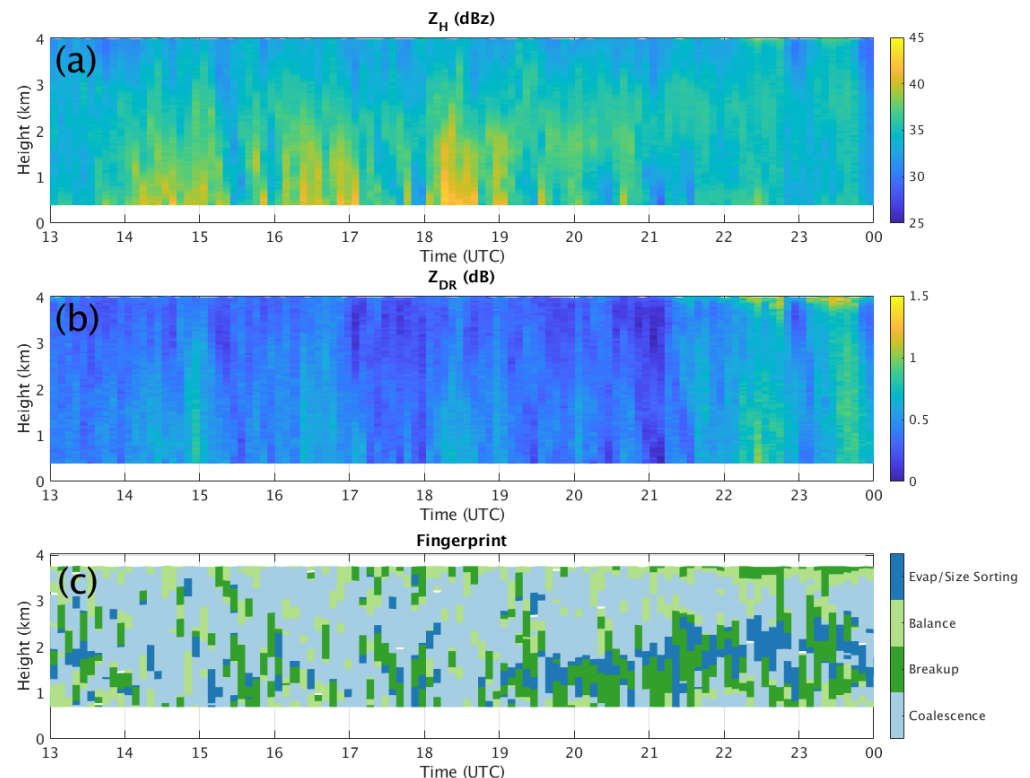 Z_H (dBz)
(a)
Height (km)
4
3
2
1
0
13 14 15 16 17 18 19 20 21 22 23 00
Time (UTC)
45
40
35
30
25
Z_DR (dB)
(b)
Height (km)
4
3
2
1
0
13 14 15 16 17 18 19 20 21 22 23 00
Time (UTC)
1.5
1
0.5
0
Fingerprint
(c)
Height (km)
4
3
2
1
0
13 14 15 16 17 18 19 20 21 22 23 00
Time (UTC)
Evap/Size Sorting
Balance
Breakup
Coalescence